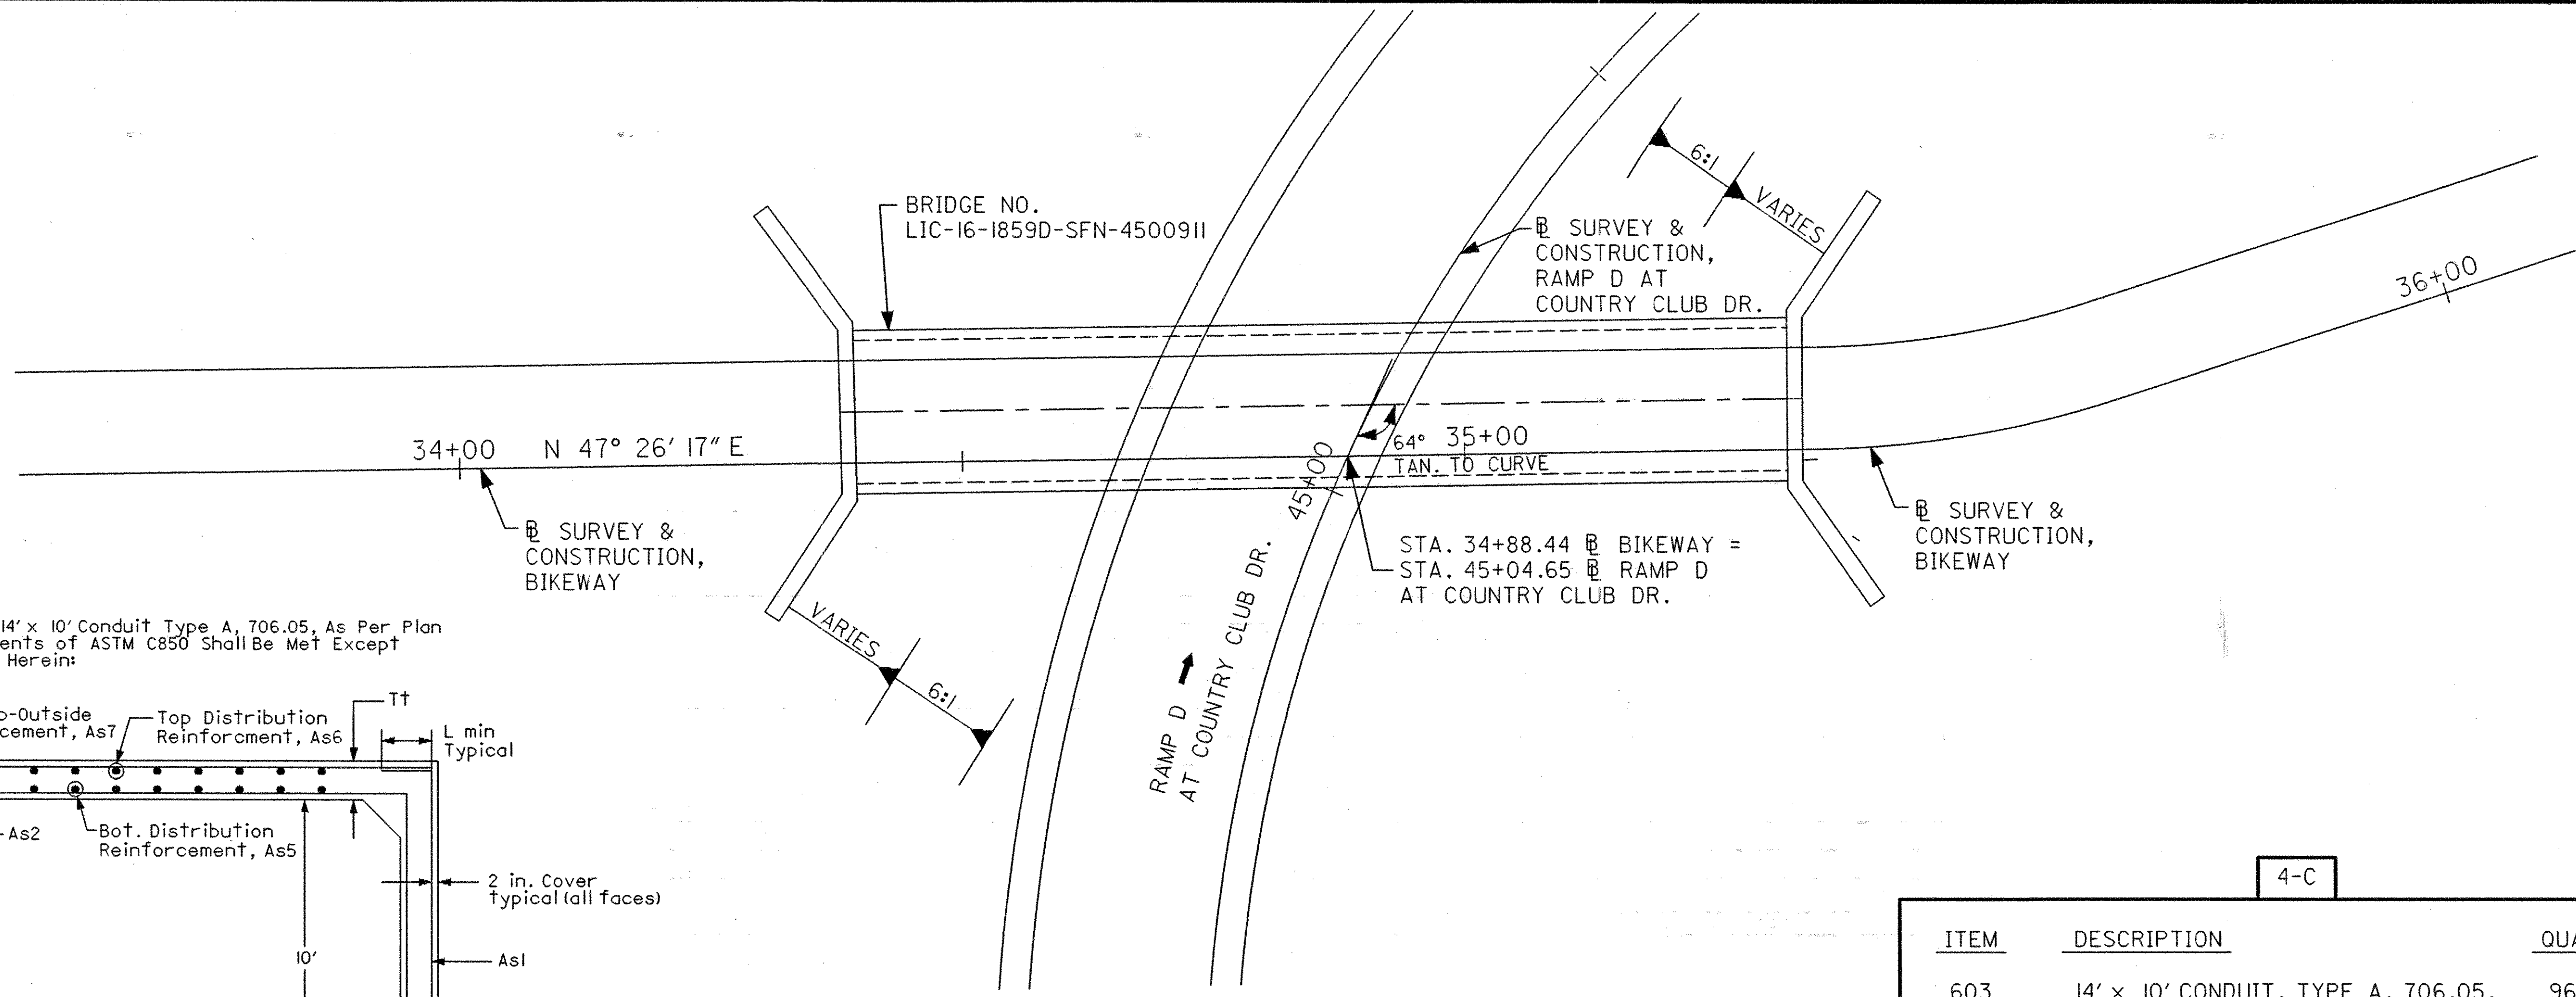 BRIDGE NO.
LIC-16-1859D-SFN-4500911
6:1
VARIES
℄ SURVEY &
CONSTRUCTION,
RAMP D AT
COUNTRY CLUB DR.
36+00
34+00 N 47° 26' 17" E
64° 35+00
TAN. TO CURVE
45+00
℄ SURVEY &
CONSTRUCTION,
BIKEWAY
STA. 34+88.44 ℄ BIKEWAY =
STA. 45+04.65 ℄ RAMP D
AT COUNTRY CLUB DR.
℄ SURVEY &
CONSTRUCTION,
BIKEWAY
VARIES
6:1
RAMP D
AT COUNTRY CLUB DR.
14' x 10' Conduit Type A, 706.05, As Per Plan
ents of ASTM C850 Shall Be Met Except
Herein:
o-Outside
cement, As7
Top Distribution
Reinforcment, As6
Tt
L min
Typical
-As2
Bot. Distribution
Reinforcement, As5
2 in. Cover
typical (all faces)
10'
As1
4-C
ITEM DESCRIPTION QUA
603 14' x 10' CONDUIT, TYPE A, 706.05, 96